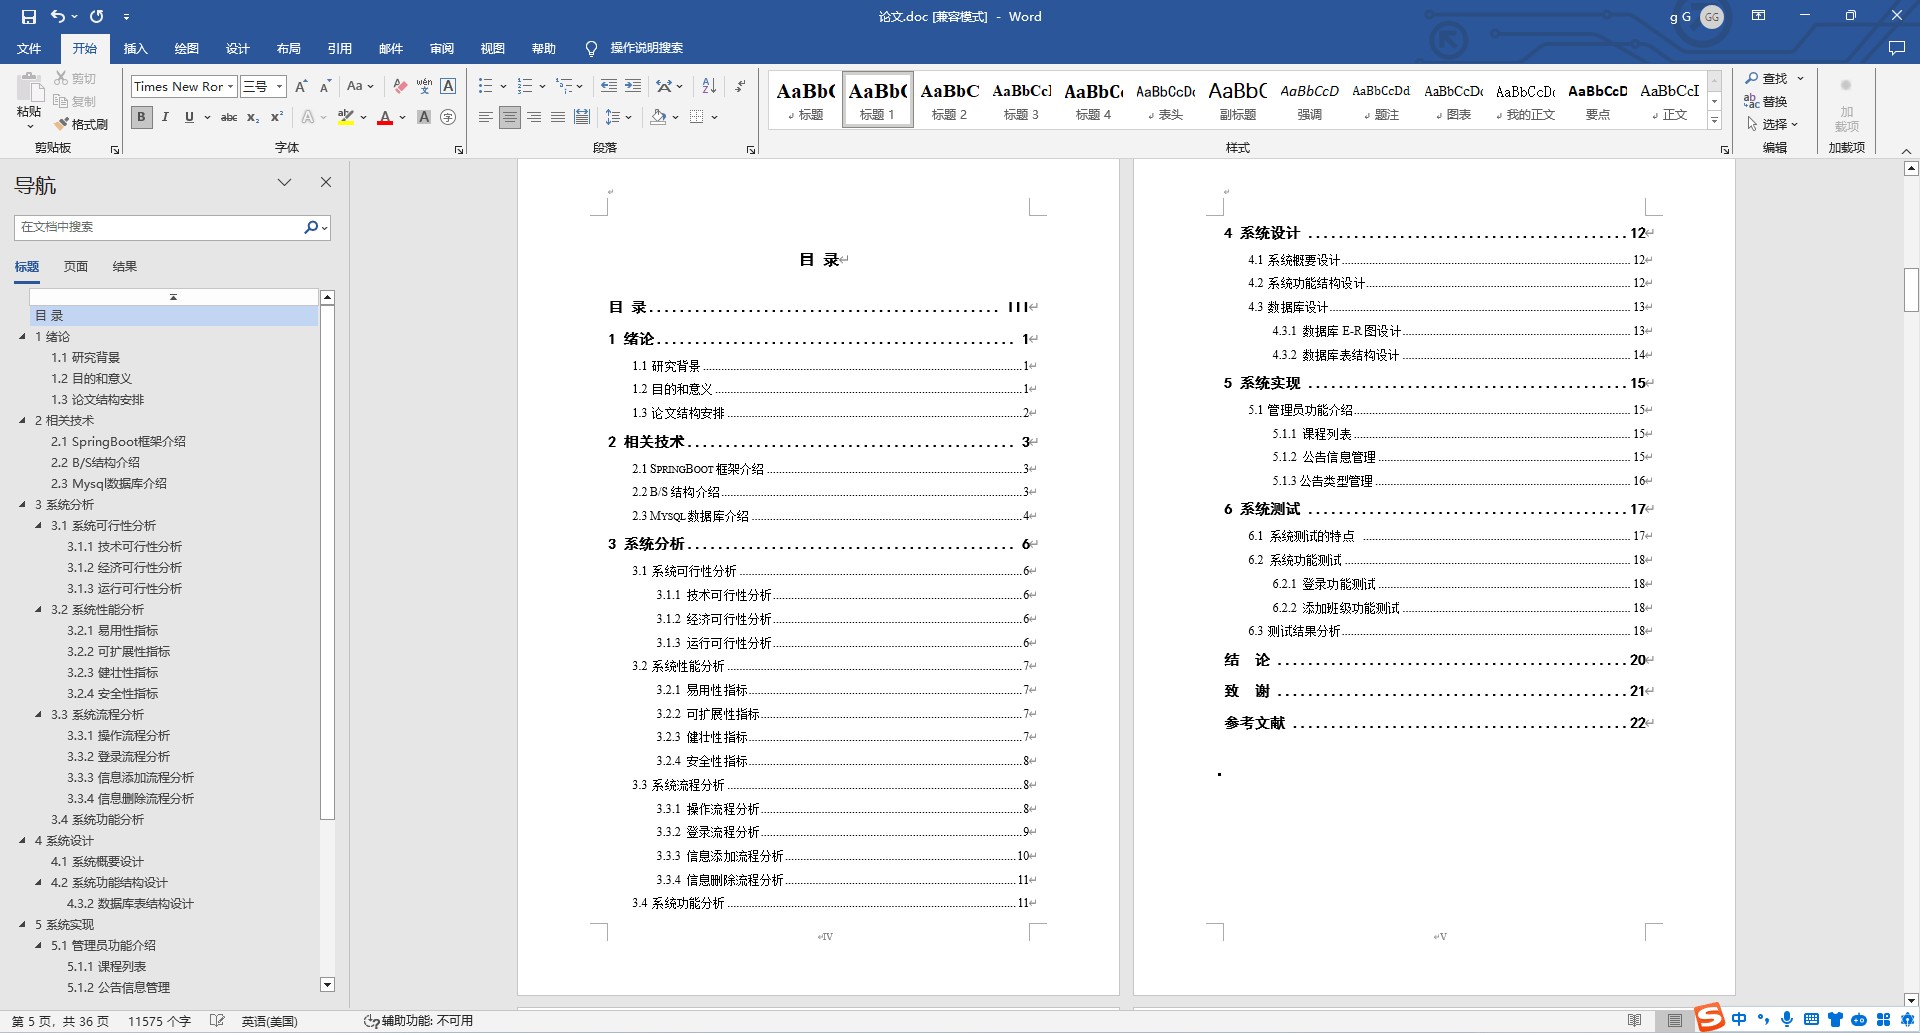 论文.doc [兼容模式] - Word
g G
GG
文件 开始 插入 绘图 设计 布局 引用 邮件 审阅 视图 帮助 操作说明搜索
粘贴
剪切
复制
格式刷
剪贴板
Times New Ror 三号
字体
段落
AaBbC 标题
AaBbC 标题 1
AaBbC 标题 2
AaBbCcI 标题 3
AaBbCc 标题 4
AaBbCcDc 表头
AaBbC 副标题
AaBbCcD 强调
AaBbCcDd 题注
AaBbCcDc 图表
AaBbCcDc 我的正文
AaBbCcD 要点
AaBbCcI 正文
样式
查找
替换
选择
编辑
加载项
加载项
导航
在文档中搜索
标题 页面 结果
目 录
1 绪论
1.1 研究背景
1.2 目的和意义
1.3 论文结构安排
2 相关技术
2.1 SpringBoot框架介绍
2.2 B/S结构介绍
2.3 Mysql数据库介绍
3 系统分析
3.1 系统可行性分析
3.1.1 技术可行性分析
3.1.2 经济可行性分析
3.1.3 运行可行性分析
3.2 系统性能分析
3.2.1 易用性指标
3.2.2 可扩展性指标
3.2.3 健壮性指标
3.2.4 安全性指标
3.3 系统流程分析
3.3.1 操作流程分析
3.3.2 登录流程分析
3.3.3 信息添加流程分析
3.3.4 信息删除流程分析
3.4 系统功能分析
4 系统设计
4.1 系统概要设计
4.2 系统功能结构设计
4.3.2 数据库表结构设计
5 系统实现
5.1 管理员功能介绍
5.1.1 课程列表
5.1.2 公告信息管理
目 录
目 录 III
1 绪论 1
1.1 研究背景 1
1.2 目的和意义 1
1.3 论文结构安排 2
2 相关技术 3
2.1 SPRINGBOOT 框架介绍 3
2.2 B/S 结构介绍 3
2.3 MYSQL 数据库介绍 4
3 系统分析 6
3.1 系统可行性分析 6
3.1.1 技术可行性分析 6
3.1.2 经济可行性分析 6
3.1.3 运行可行性分析 6
3.2 系统性能分析 7
3.2.1 易用性指标 7
3.2.2 可扩展性指标 7
3.2.3 健壮性指标 7
3.2.4 安全性指标 8
3.3 系统流程分析 8
3.3.1 操作流程分析 8
3.3.2 登录流程分析 9
3.3.3 信息添加流程分析 10
3.3.4 信息删除流程分析 11
3.4 系统功能分析 11
IV
4 系统设计 12
4.1 系统概要设计 12
4.2 系统功能结构设计 12
4.3 数据库设计 13
4.3.1 数据库 E-R 图设计 13
4.3.2 数据库表结构设计 14
5 系统实现 15
5.1 管理员功能介绍 15
5.1.1 课程列表 15
5.1.2 公告信息管理 15
5.1.3 公告类型管理 16
6 系统测试 17
6.1 系统测试的特点 17
6.2 系统功能测试 18
6.2.1 登录功能测试 18
6.2.2 添加班级功能测试 18
6.3 测试结果分析 18
结 论 20
致 谢 21
参考文献 22
V
第 5 页，共 36 页 11575 个字 英语(美国) 辅助功能: 不可用
中